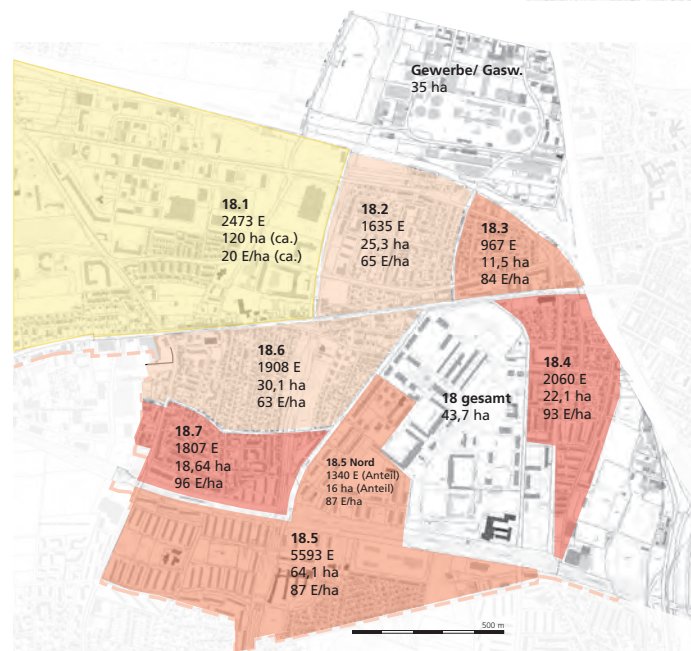 Gewerbe/ Gasw.
35 ha
18.1
2473 E
120 ha (ca.)
20 E/ha (ca.)
18.2
1635 E
25,3 ha
65 E/ha
18.3
967 E
11,5 ha
84 E/ha
18.6
1908 E
30,1 ha
63 E/ha
18 gesamt
43,7 ha
18.4
2060 E
22,1 ha
93 E/ha
18.7
1807 E
18,64 ha
96 E/ha
18.5 Nord
1340 E (Anteil)
16 ha (Anteil)
87 E/ha
18.5
5593 E
64,1 ha
87 E/ha
500 m